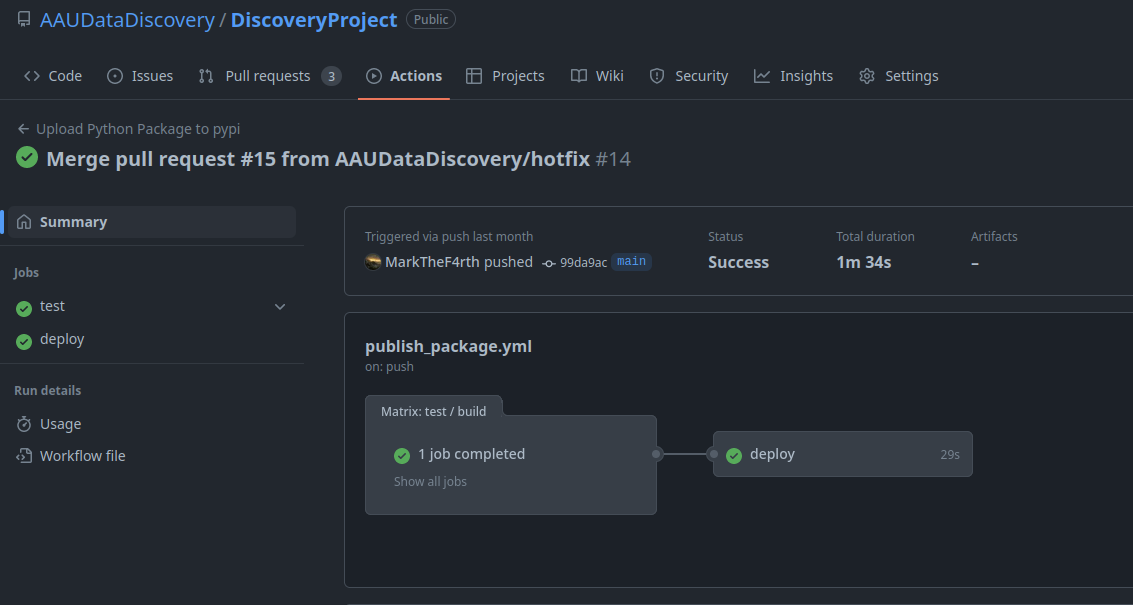 AAUDataDiscovery / DiscoveryProject Public
Code Issues Pull requests 3 Actions Projects Wiki Security Insights Settings
Upload Python Package to pypi
Merge pull request #15 from AAUDataDiscovery/hotfix #14
Summary
Jobs
test
deploy
Run details
Usage
Workflow file
Triggered via push last month
MarkTheF4rth pushed 99da9ac main
Status
Success
Total duration
1m 34s
Artifacts
–
publish_package.yml
on: push
Matrix: test / build
1 job completed
Show all jobs
deploy 29s